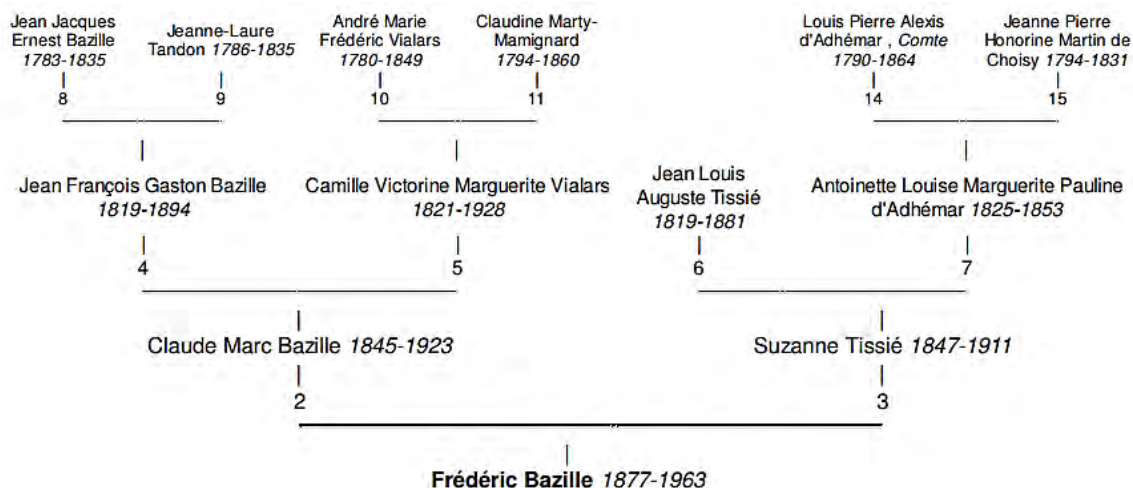 Jean Jacques
Ernest Bazille
1783-1835
8
Jeanne-Laure
Tandon 1786-1835
9
André Marie
Frédéric Vialars
1780-1849
10
Claudine Marty-
Mamignard
1794-1860
11
Louis Pierre Alexis
d'Adhémar , Comte
1790-1864
14
Jeanne Pierre
Honorine Martin de
Choisy 1794-1831
15
Jean François Gaston Bazille
1819-1894
4
Camille Victorine Marguerite Vialars
1821-1928
5
Jean Louis
Auguste Tissié
1819-1881
6
Antoinette Louise Marguerite Pauline
d'Adhémar 1825-1853
7
Claude Marc Bazille 1845-1923
2
Suzanne Tissié 1847-1911
3
Frédéric Bazille 1877-1963